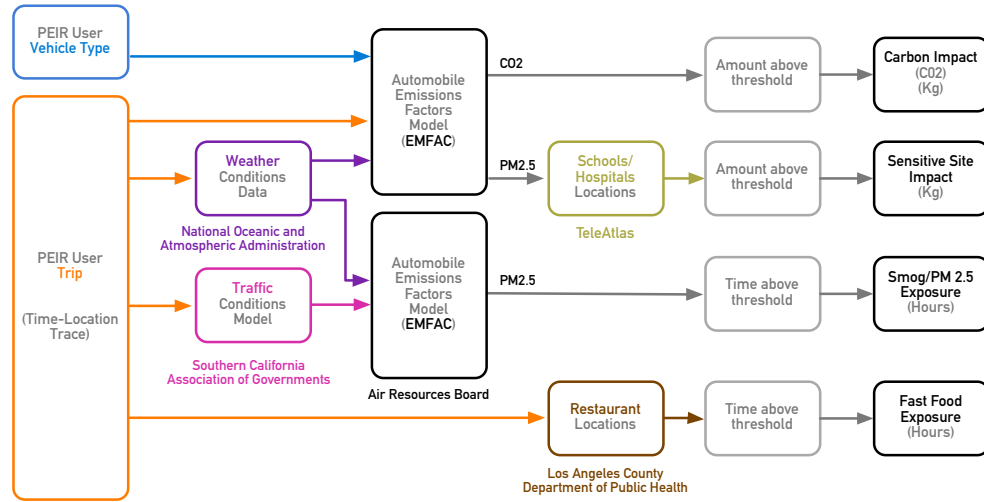 PEIR User
Vehicle Type
PEIR User
Trip
(Time-Location
Trace)
Weather
Conditions
Data
National Oceanic and
Atmospheric Administration
Traffic
Conditions
Model
Southern California
Association of Governments
Automobile
Emissions
Factors
Model
(EMFAC)
Automobile
Emissions
Factors
Model
(EMFAC)
Air Resources Board
CO2
PM2.5
PM2.5
Schools/
Hospitals
Locations
TeleAtlas
Restaurant
Locations
Los Angeles County
Department of Public Health
Amount above
threshold
Amount above
threshold
Time above
threshold
Time above
threshold
Carbon Impact
(C02)
(Kg)
Sensitive Site
Impact
(Kg)
Smog/PM 2.5
Exposure
(Hours)
Fast Food
Exposure
(Hours)